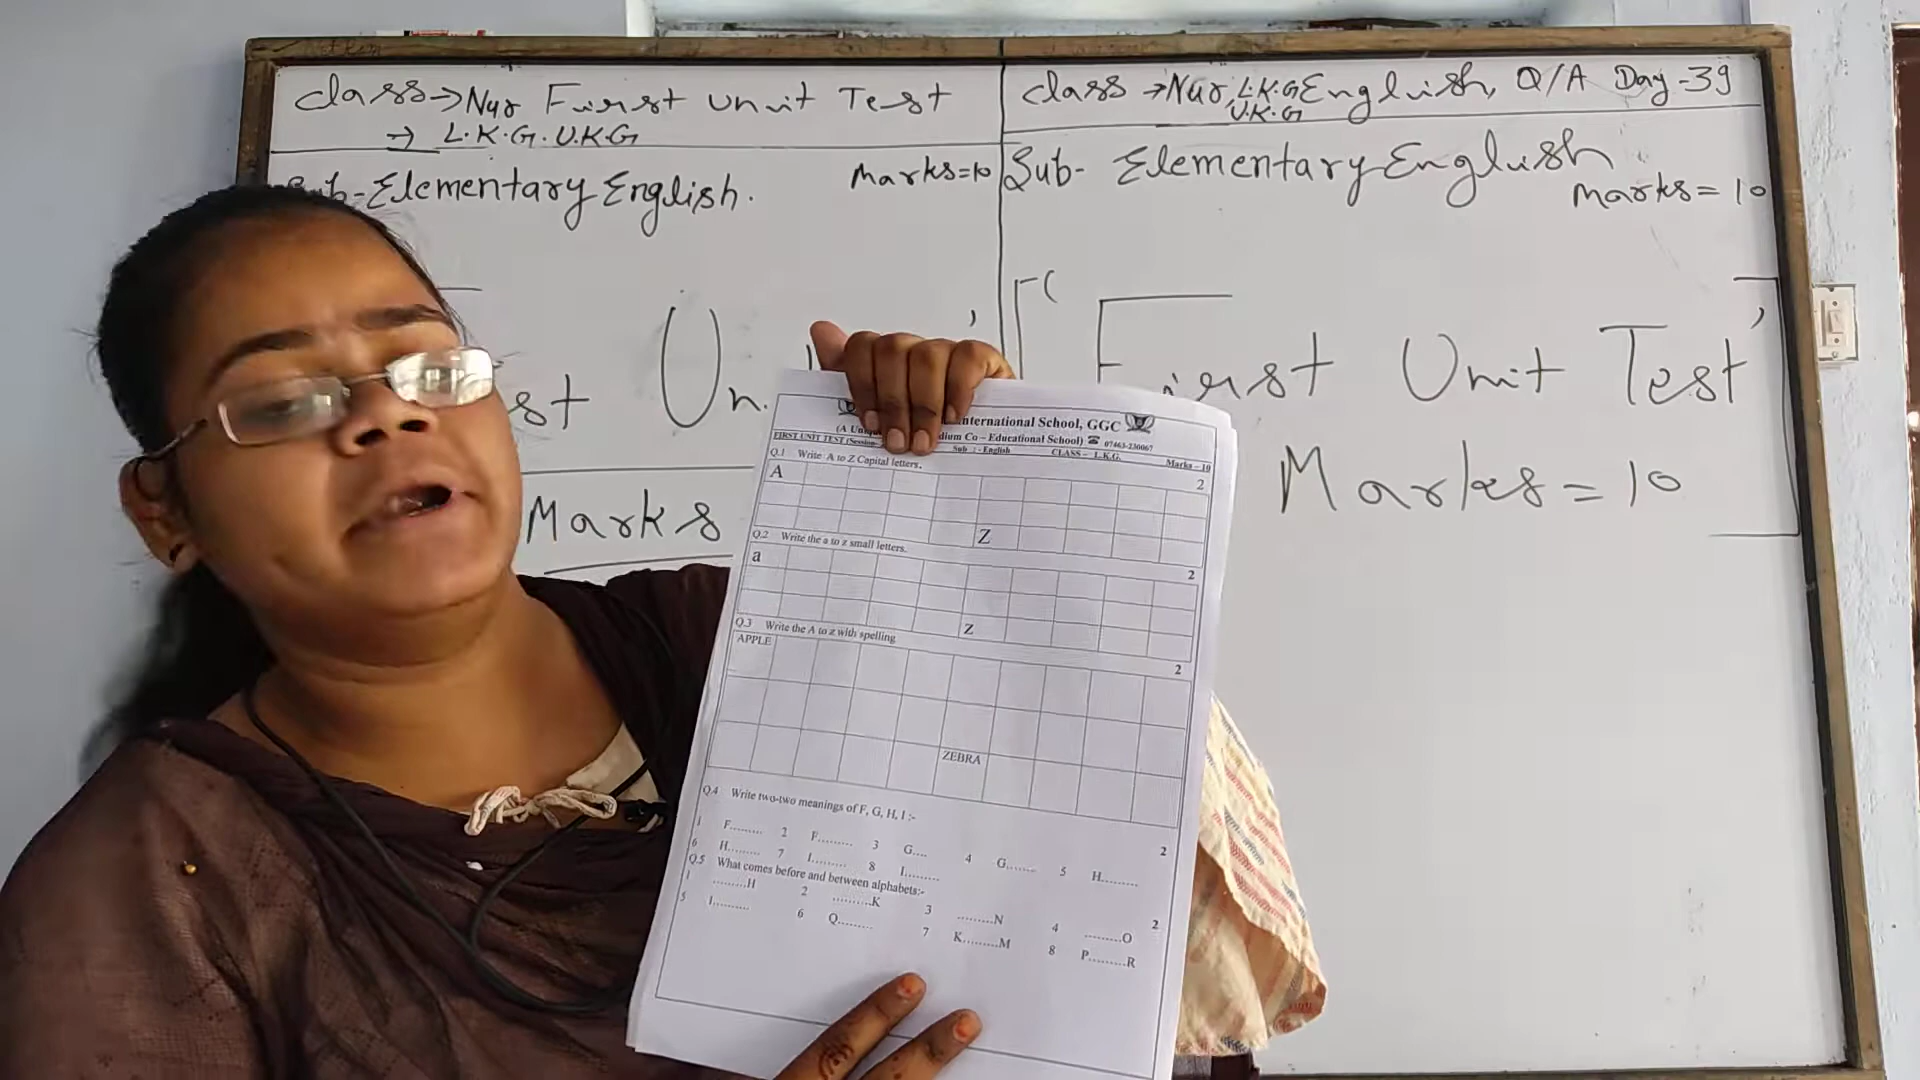 Class → Nur First Unit Test
→ L.K.G. U.K.G
Sub-Elementary English.
Marks=10
st Un
Marks
Class → Nur, L.K.G English, Q/A Day-39
U.K.G
Sub- Elementary English
Marks = 10
First Unit Test
Marks = 10
International School, GGC
dium Co – Educational School) ☎ 07463-230067
FIRST UNIT TEST (Session- Sub : - English CLASS – L.K.G. Marks – 10
Q.1 Write A to Z Capital letters. 2
A
Z
Q.2 Write the a to z small letters. 2
a
Z
Q.3 Write the A to z with spelling 2
APPLE
ZEBRA
Q.4 Write two-two meanings of F, G, H, I :- 2
1 F......... 2 F......... 3 G.... 4 G....... 5 H.........
6 H......... 7 I......... 8 I.........
Q.5 What comes before and between alphabets:- 2
1 .........H 2 ..........K 3 .........N 4 .........O
5 I......... 6 Q......... 7 K.........M 8 P.........R